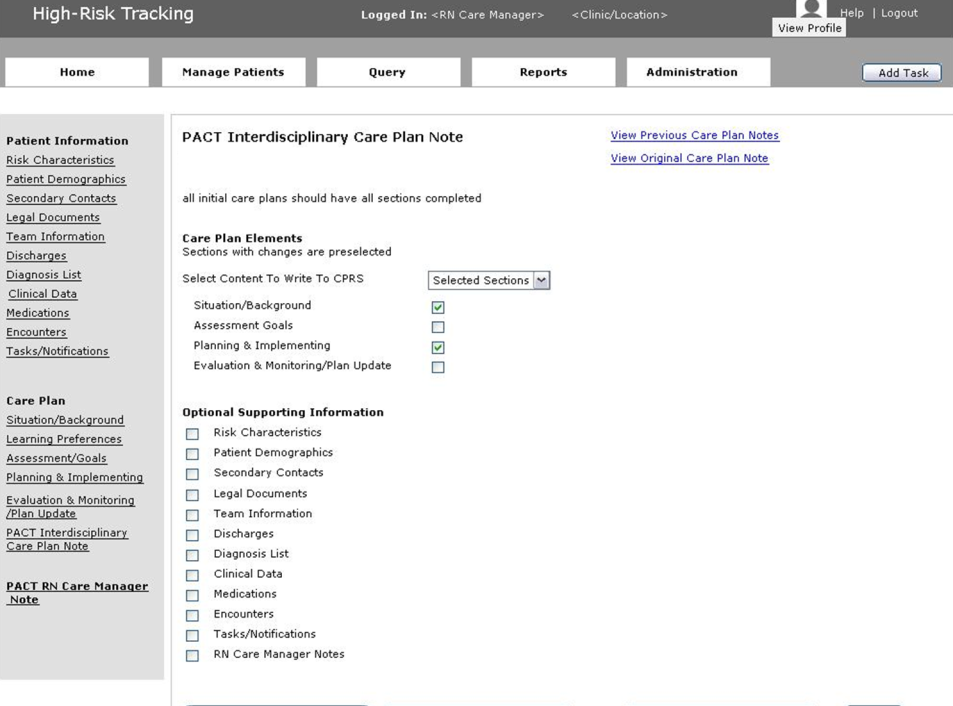 High-Risk Tracking
Logged In: <RN Care Manager> <Clinic/Location>
Help | Logout
View Profile
Home Manage Patients Query Reports Administration Add Task
Patient Information
Risk Characteristics
Patient Demographics
Secondary Contacts
Legal Documents
Team Information
Discharges
Diagnosis List
Clinical Data
Medications
Encounters
Tasks/Notifications
Care Plan
Situation/Background
Learning Preferences
Assessment/Goals
Planning & Implementing
Evaluation & Monitoring
/Plan Update
PACT Interdisciplinary
Care Plan Note
PACT RN Care Manager
Note
PACT Interdisciplinary Care Plan Note
View Previous Care Plan Notes
View Original Care Plan Note
all initial care plans should have all sections completed
Care Plan Elements
Sections with changes are preselected
Select Content To Write To CPRS Selected Sections
Situation/Background
Assessment Goals
Planning & Implementing
Evaluation & Monitoring/Plan Update
Optional Supporting Information
Risk Characteristics
Patient Demographics
Secondary Contacts
Legal Documents
Team Information
Discharges
Diagnosis List
Clinical Data
Medications
Encounters
Tasks/Notifications
RN Care Manager Notes